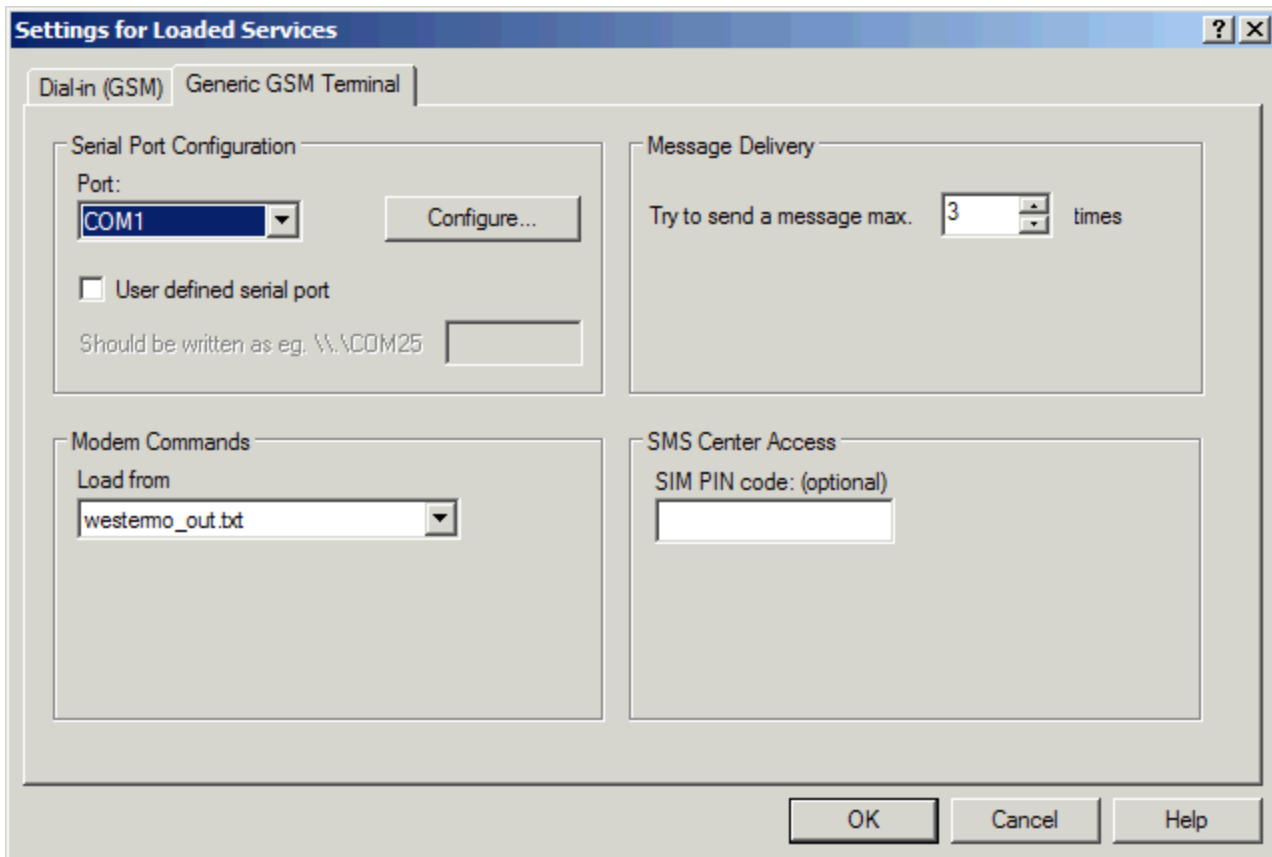 Settings for Loaded Services
Dial-in (GSM) Generic GSM Terminal
Serial Port Configuration
Port:
COM1
Configure...
User defined serial port
Should be written as eg. \\.\COM25
Message Delivery
Try to send a message max. 3 times
Modem Commands
Load from
westermo_out.txt
SMS Center Access
SIM PIN code: (optional)
OK Cancel Help